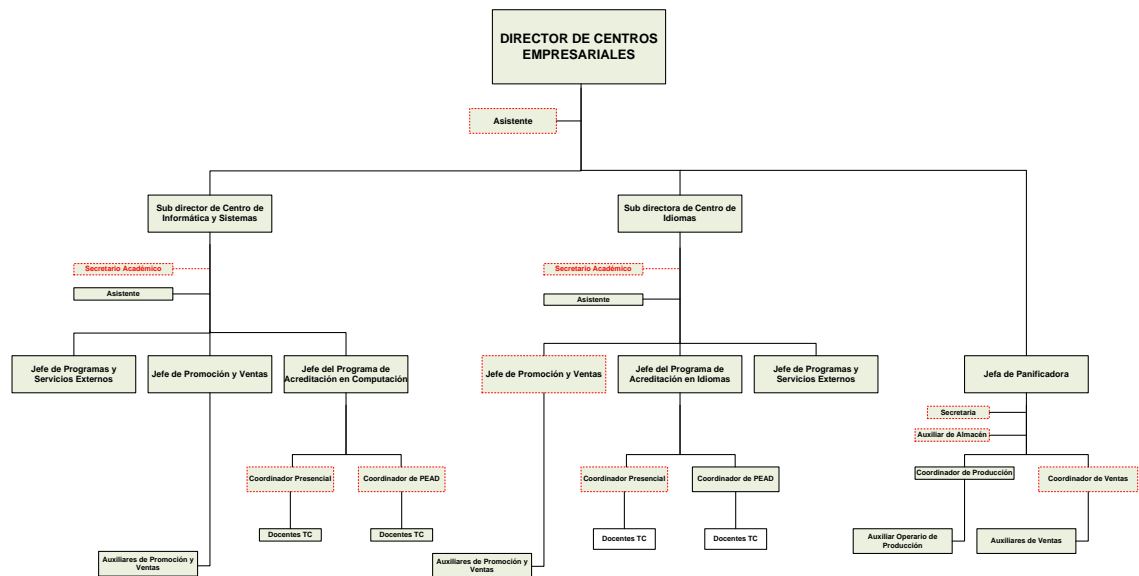 DIRECTOR DE CENTROS
EMPRESARIALES
Asistente
Sub director de Centro de
Informática y Sistemas
Sub directora de Centro de
Idiomas
Secretario Académico
Asistente
Secretario Académico
Asistente
Jefe de Programas y
Servicios Externos
Jefe de Promoción y Ventas
Jefe del Programa de
Acreditación en Computación
Jefe de Promoción y Ventas
Jefe del Programa de
Acreditación en Idiomas
Jefe de Programas y
Servicios Externos
Jefa de Panificadora
Secretaria
Auxiliar de Almacén
Coordinador Presencial
Coordinador de PEAD
Coordinador Presencial
Coordinador de PEAD
Coordinador de Producción
Coordinador de Ventas
Docentes TC
Docentes TC
Docentes TC
Docentes TC
Auxiliar Operario de
Producción
Auxiliares de Ventas
Auxiliares de Promoción y
Ventas
Auxiliares de Promoción y
Ventas